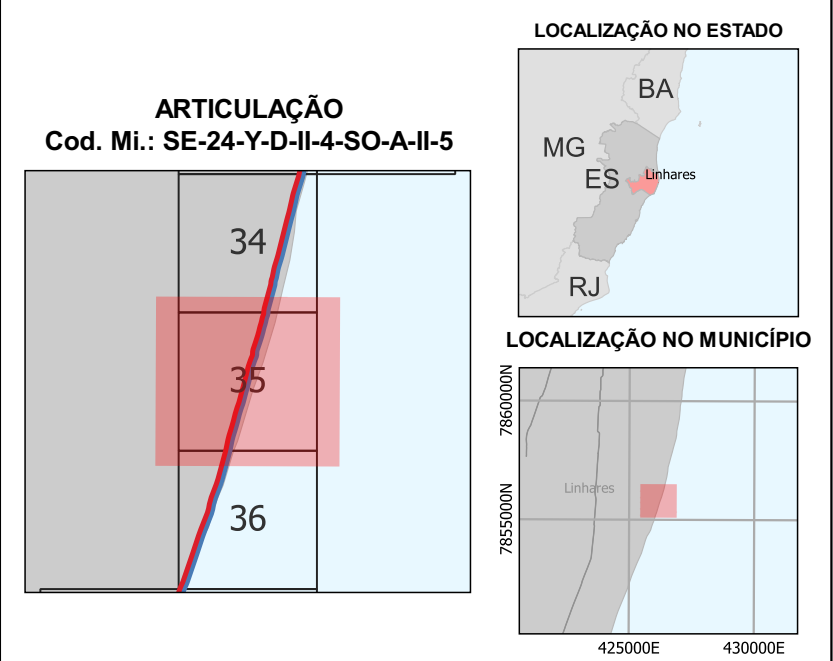 ARTICULAÇÃO
Cod. Mi.: SE-24-Y-D-II-4-SO-A-II-5
34
35
36
LOCALIZAÇÃO NO ESTADO
BA
MG
ES
Linhares
RJ
LOCALIZAÇÃO NO MUNICÍPIO
7860000N
Linhares
7855000N
425000E
430000E